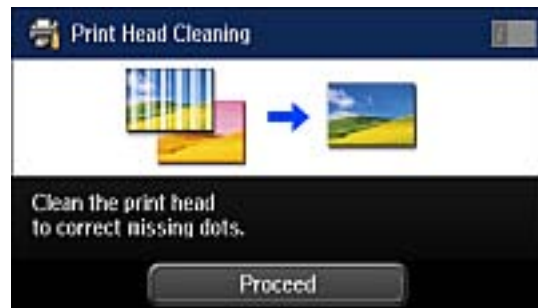 Print Head Cleaning
Clean the print head
to correct missing dots.
Proceed